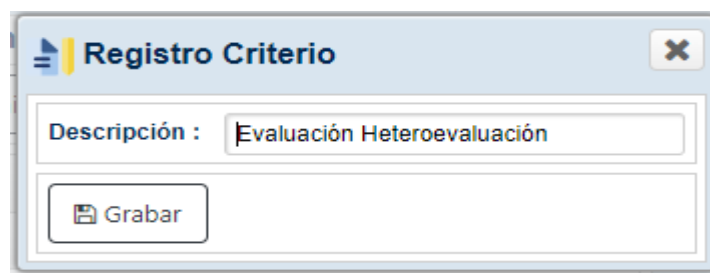 Registro Criterio
Descripción : Evaluación Heteroevaluación
Grabar